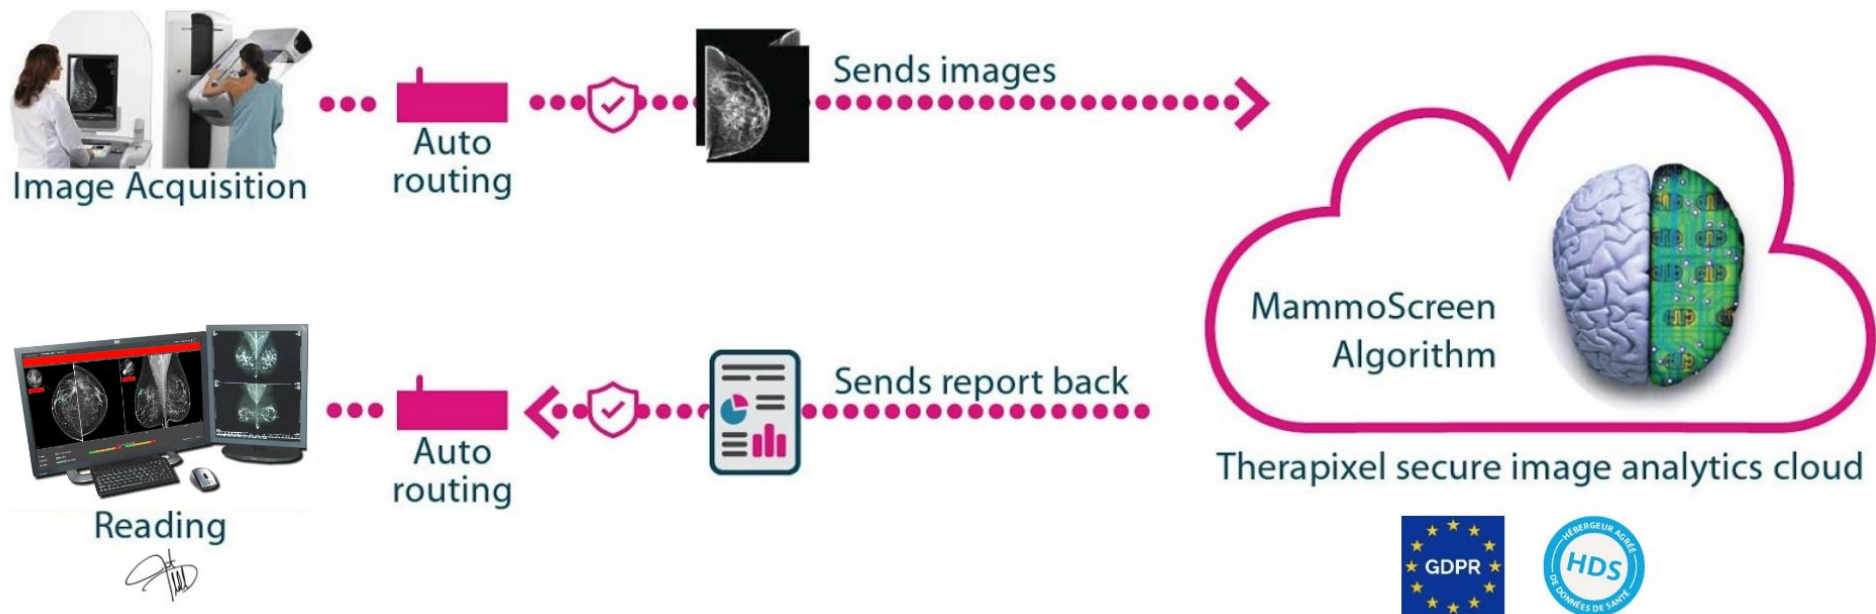 Sends images
Auto
routing
Image Acquisition
MammoScreen
Algorithm
Sends report back
Auto
routing
Therapixel secure image analytics cloud
Reading
GDPR
HÉBERGEUR AGRÉÉ
HDS
DE DONNÉES DE SANTÉ